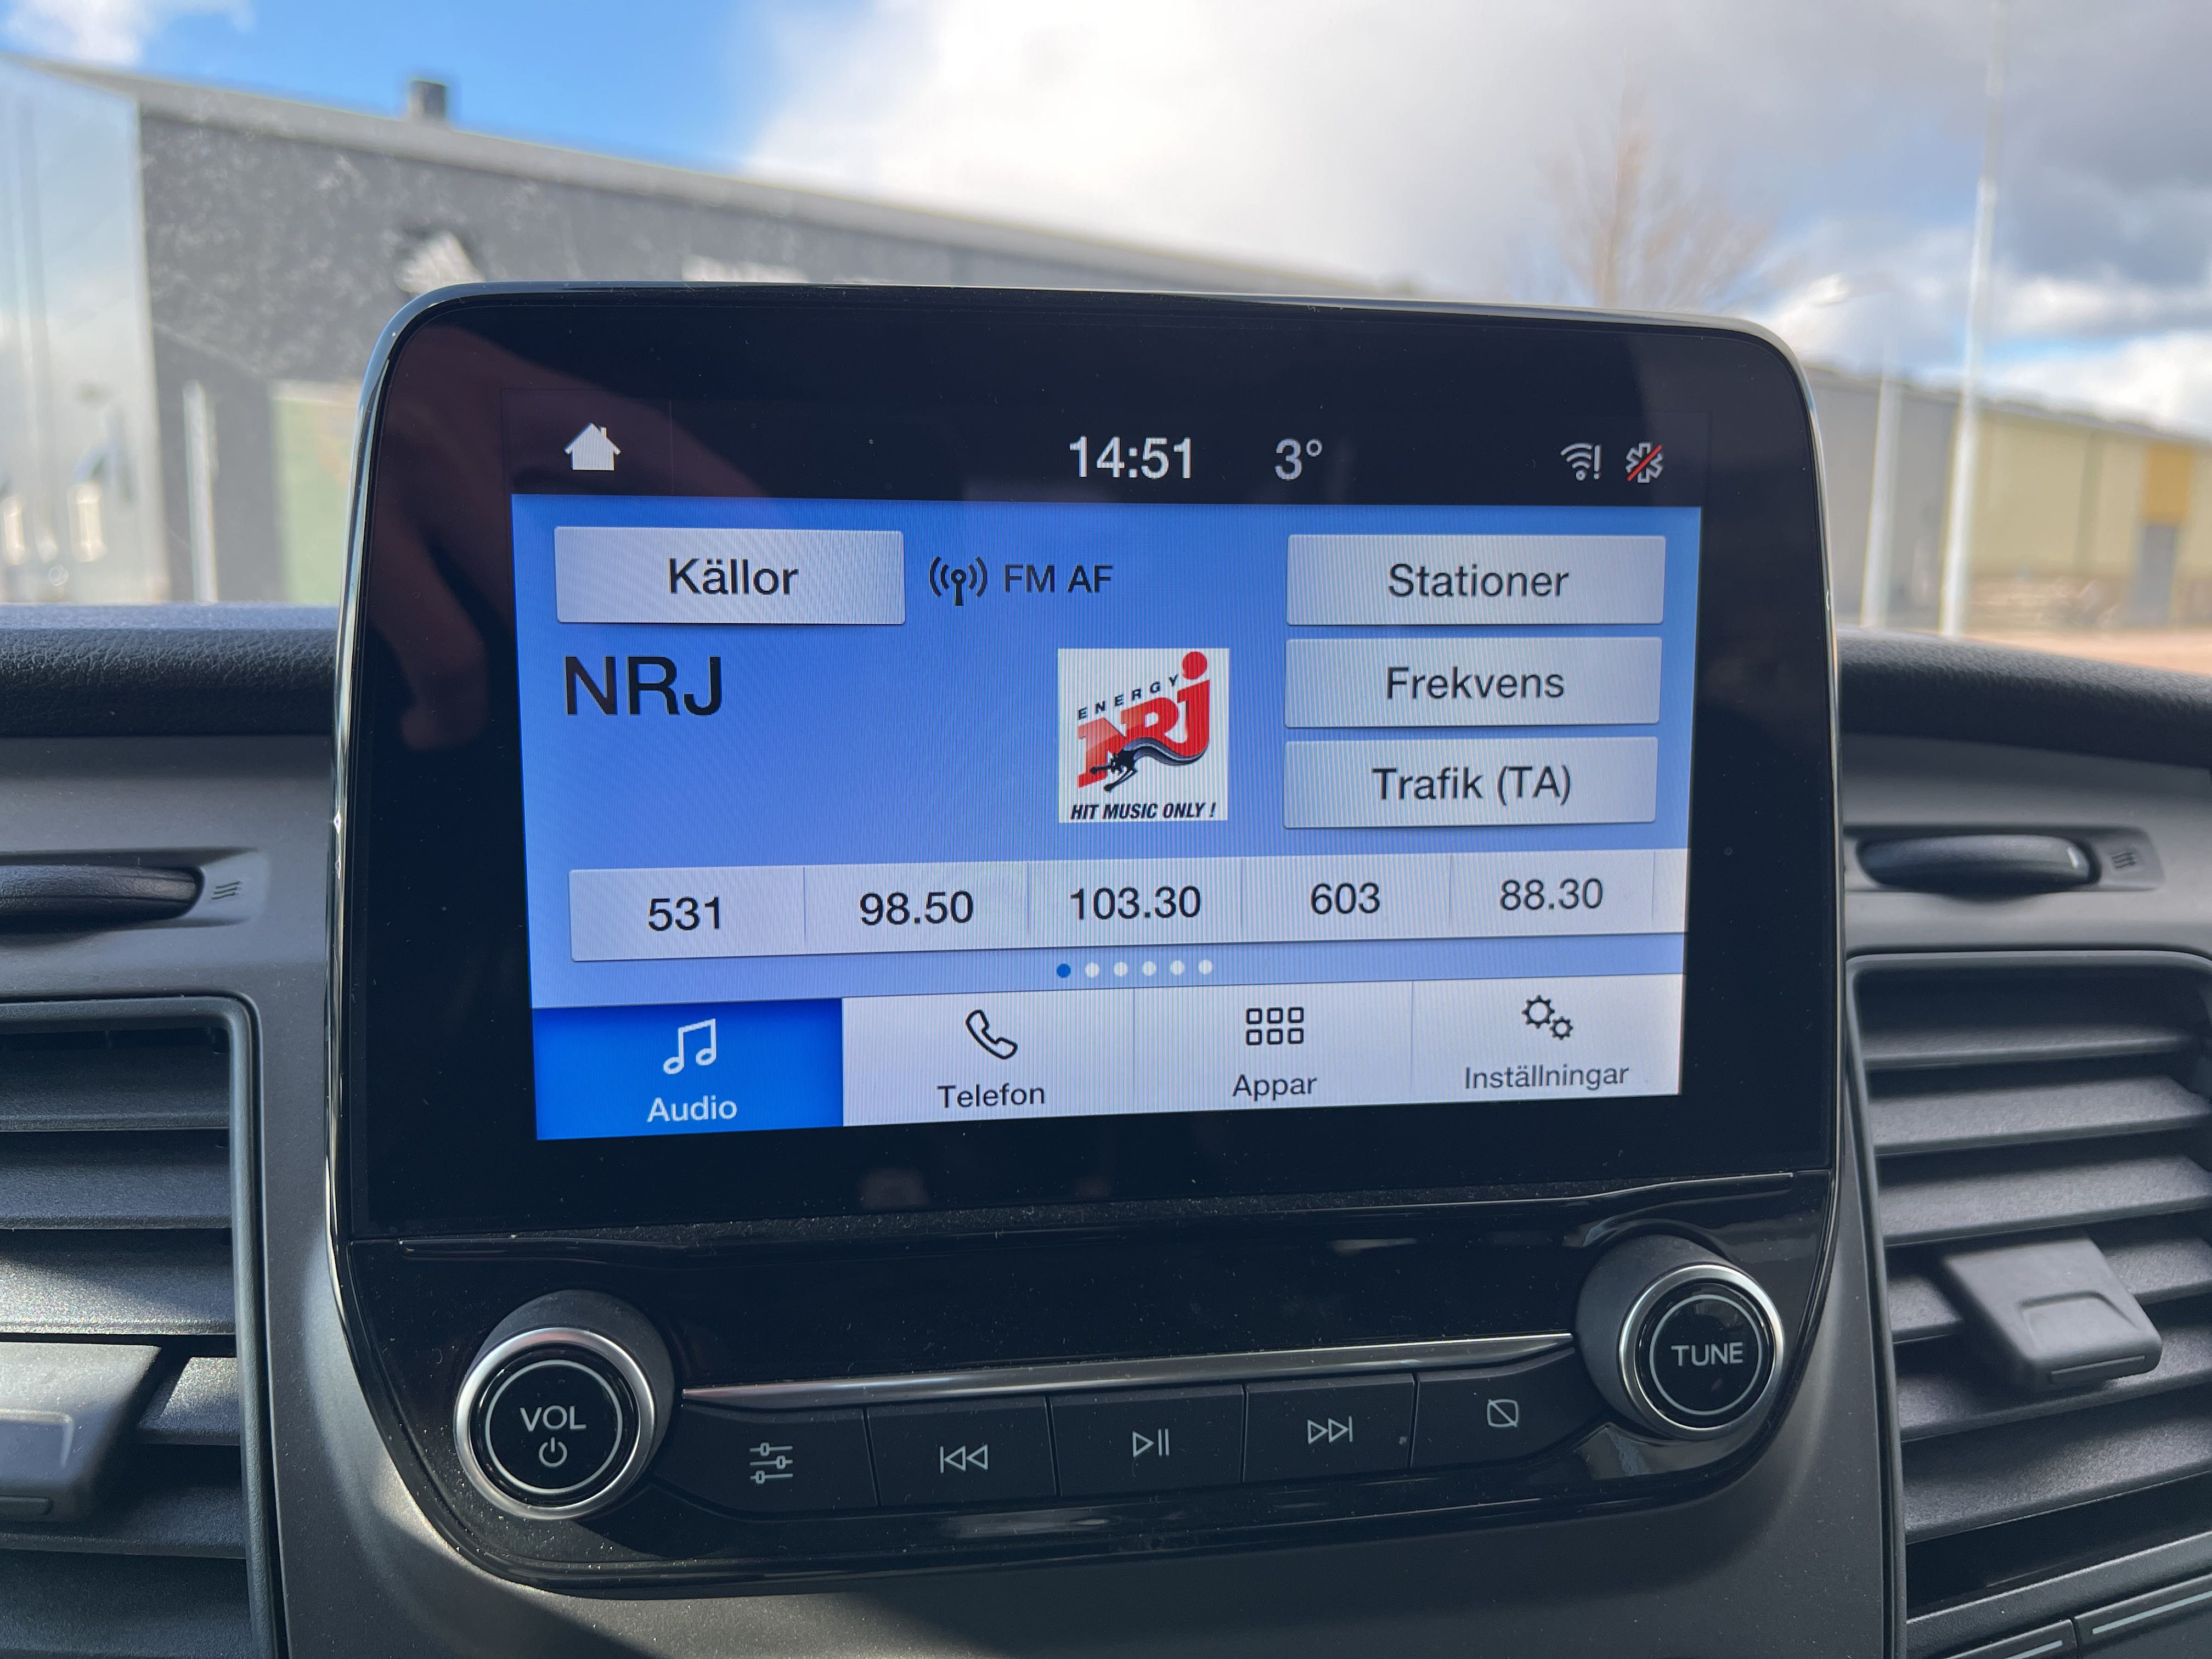 14:51 3°
Källor FM AF Stationer
NRJ
ENERGY
NRJ
HIT MUSIC ONLY !
Frekvens
Trafik (TA)
531 98.50 103.30 603 88.30
Audio Telefon Appar Inställningar
VOL
TUNE